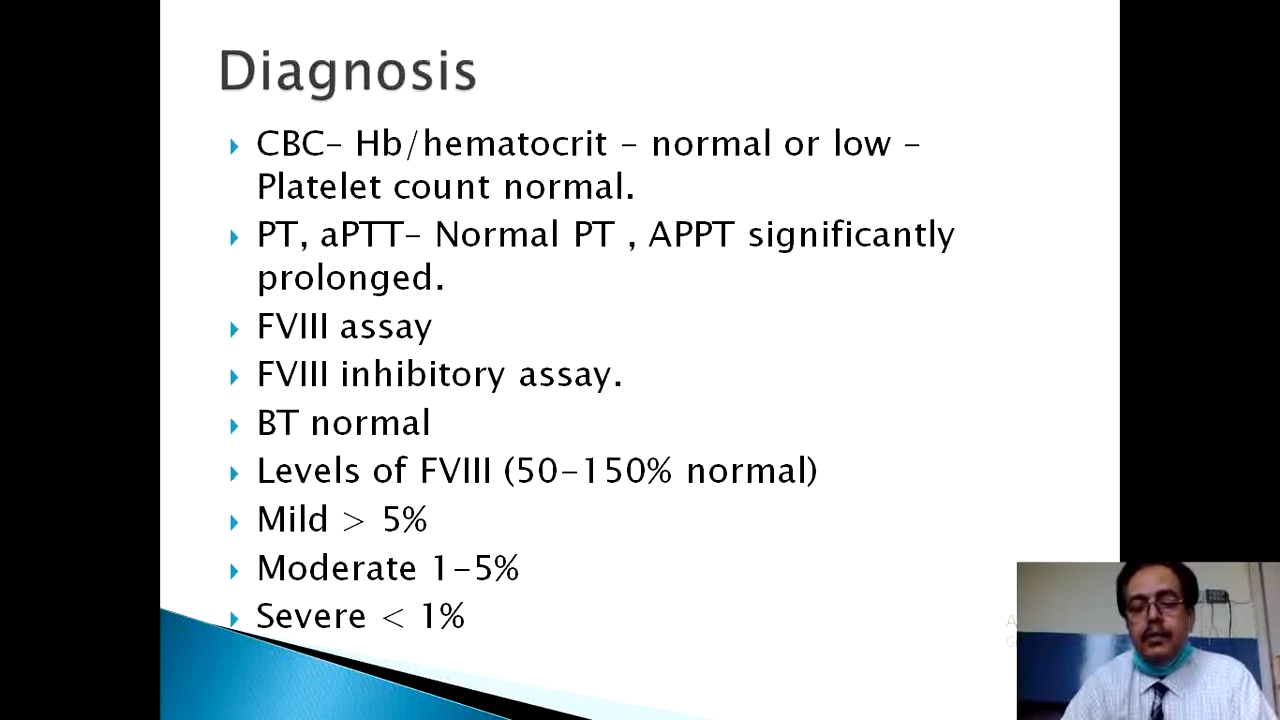 Diagnosis
CBC- Hb/hematocrit - normal or low -
Platelet count normal.
PT, aPTT- Normal PT , APPT significantly
prolonged.
FVIII assay
FVIII inhibitory assay.
BT normal
Levels of FVIII (50-150% normal)
Mild > 5%
Moderate 1-5%
Severe < 1%